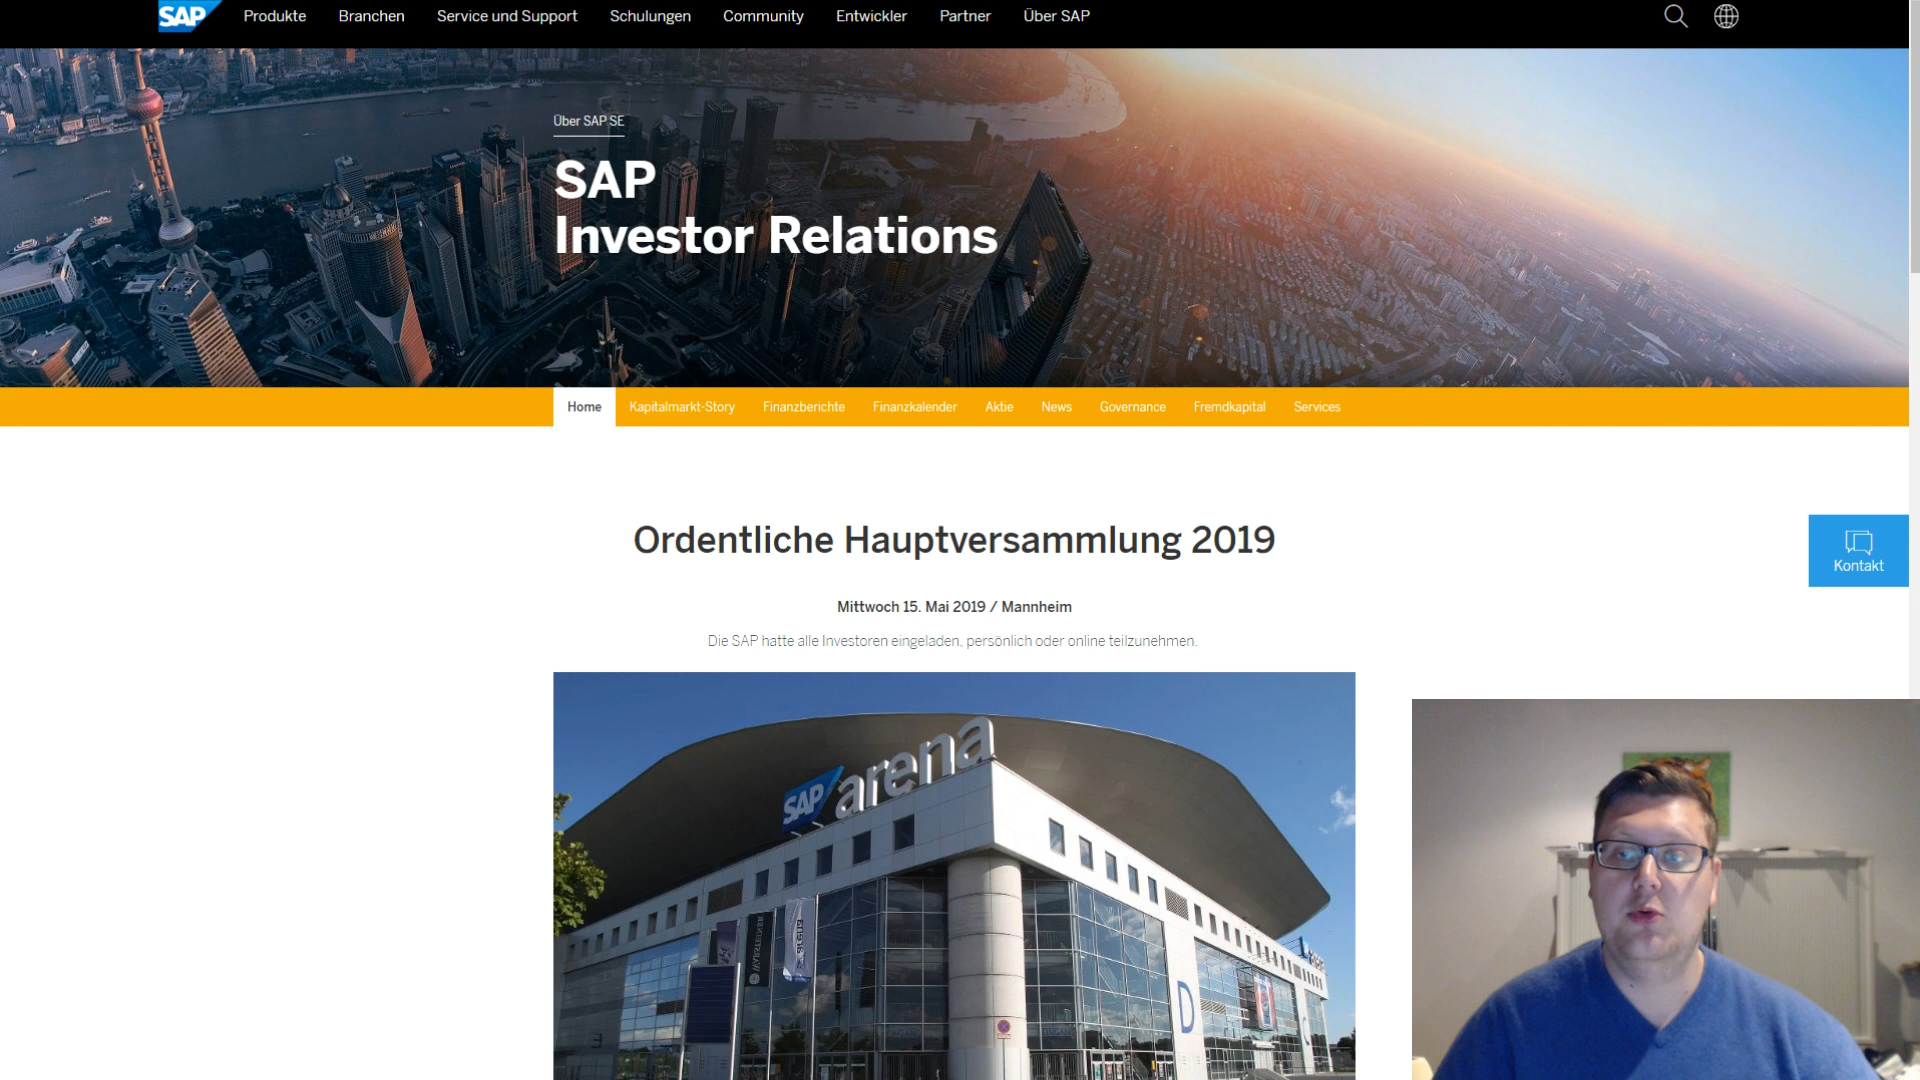 SAP
Produkte
Branchen
Service und Support
Schulungen
Community
Entwickler
Partner
Über SAP
Über SAP SE
SAP
Investor Relations
Home
Kapitalmarkt-Story
Finanzberichte
Finanzkalender
Aktie
News
Governance
Fremdkapital
Services
Ordentliche Hauptversammlung 2019
Kontakt
Mittwoch 15. Mai 2019 / Mannheim
Die SAP hatte alle Investoren eingeladen, persönlich oder online teilzunehmen.
SAP arena
WARSTEINER
D
C